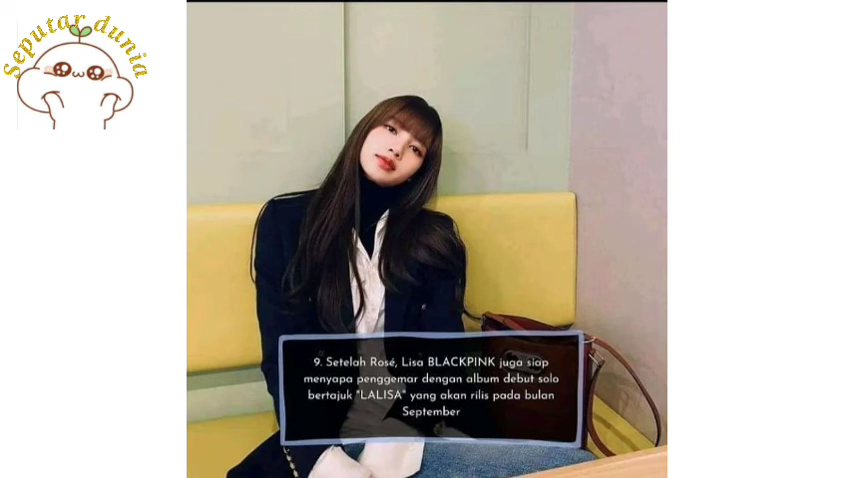 Seputar dunia
9. Setelah Rosé, Lisa BLACKPINK juga siap
menyapa penggemar dengan album debut solo
bertajuk "LALISA" yang akan rilis pada bulan
September